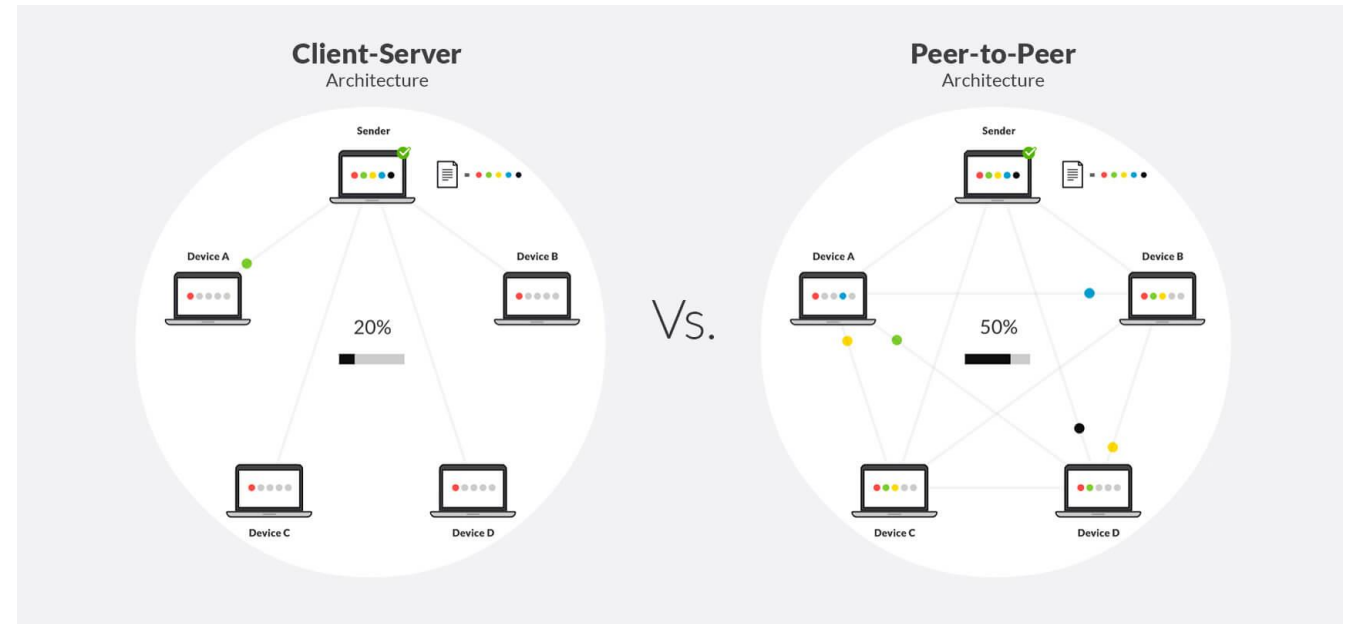 Client-Server
Architecture
Sender
=
Device A
Device B
20%
Device C
Device D
Vs.
Peer-to-Peer
Architecture
Sender
=
Device A
Device B
50%
Device C
Device D